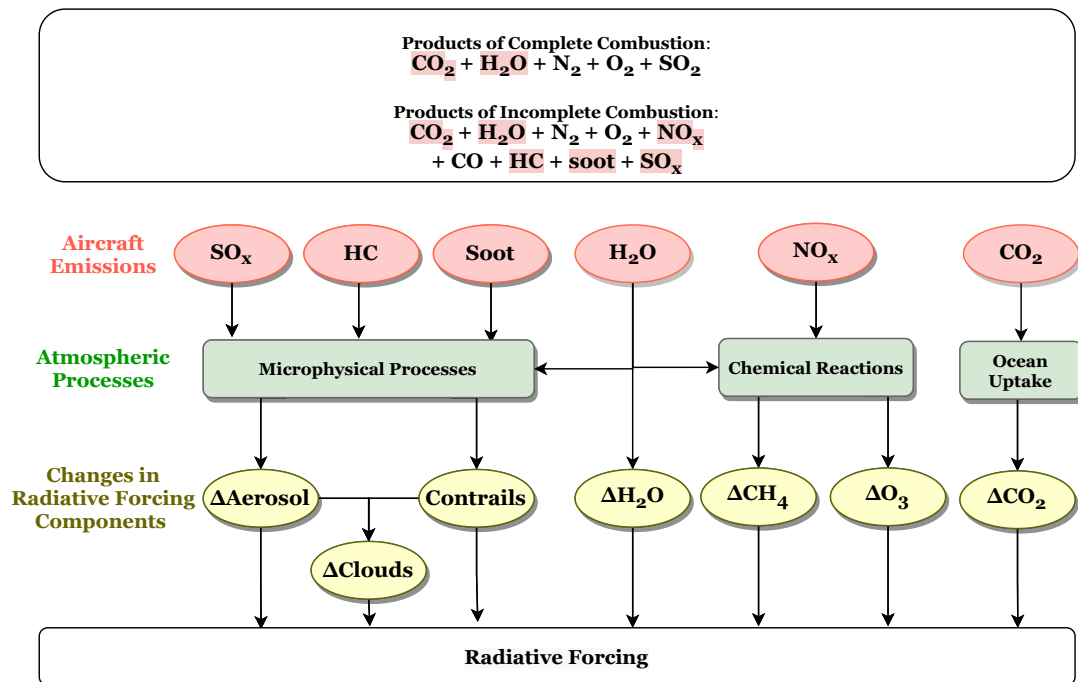 Products of Complete Combustion:
CO₂ + H₂O + N₂ + O₂ + SO₂
Products of Incomplete Combustion:
CO₂ + H₂O + N₂ + O₂ + NOₓ
+ CO + HC + soot + SOₓ
Aircraft
Emissions
SOₓ
HC
Soot
H₂O
NOₓ
CO₂
Atmospheric
Processes
Microphysical Processes
Chemical Reactions
Ocean
Uptake
Changes in
Radiative Forcing
Components
ΔAerosol
Contrails
ΔH₂O
ΔCH₄
ΔO₃
ΔCO₂
ΔClouds
Radiative Forcing